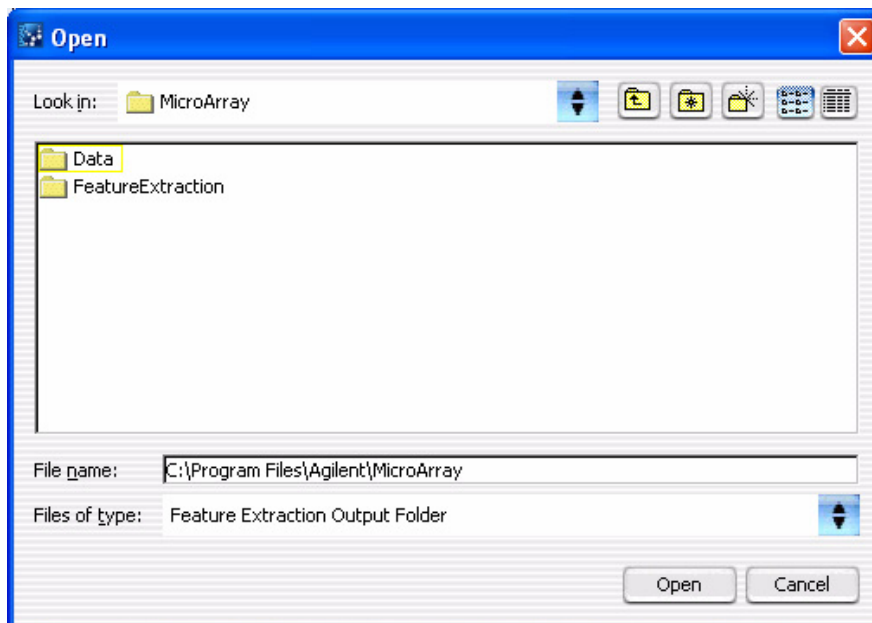 Open
Look in: MicroArray
Data
FeatureExtraction
File name: C:\Program Files\Agilent\MicroArray
Files of type: Feature Extraction Output Folder
Open Cancel